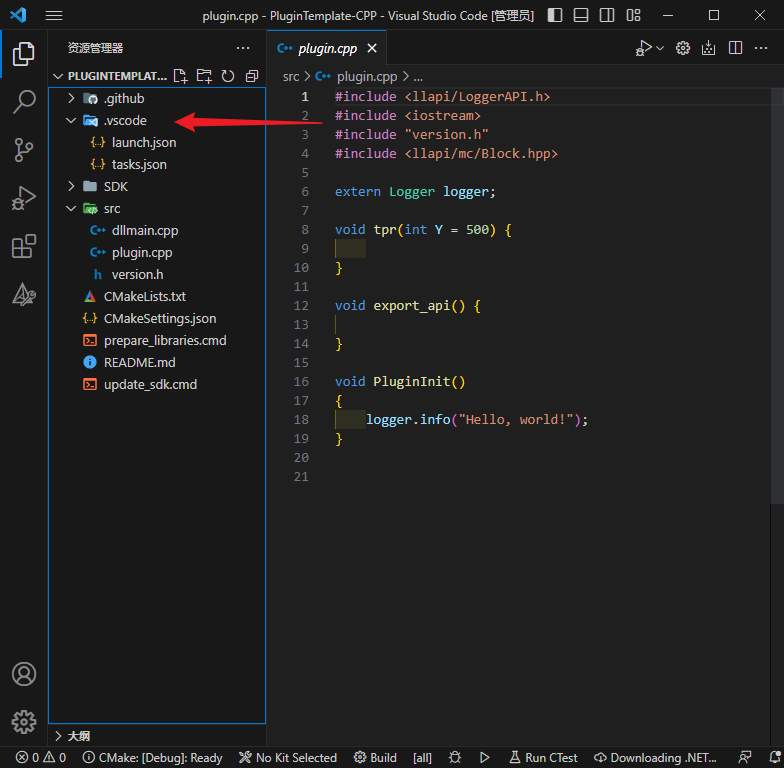 plugin.cpp - PluginTemplate-CPP - Visual Studio Code [管理员]
资源管理器
PLUGINTEMPLAT...
.github
.vscode
launch.json
tasks.json
SDK
src
dllmain.cpp
plugin.cpp
version.h
CMakeLists.txt
CMakeSettings.json
prepare_libraries.cmd
README.md
update_sdk.cmd
大纲
plugin.cpp
src > plugin.cpp > ...
1 #include <llapi/LoggerAPI.h>
2 #include <iostream>
3 #include "version.h"
4 #include <llapi/mc/Block.hpp>
5
6 extern Logger logger;
7
8 void tpr(int Y = 500) {
9
10 }
11
12 void export_api() {
13
14 }
15
16 void PluginInit()
17 {
18 logger.info("Hello, world!");
19 }
20
21
0 0 CMake: [Debug]: Ready No Kit Selected Build [all] Run CTest Downloading .NET...